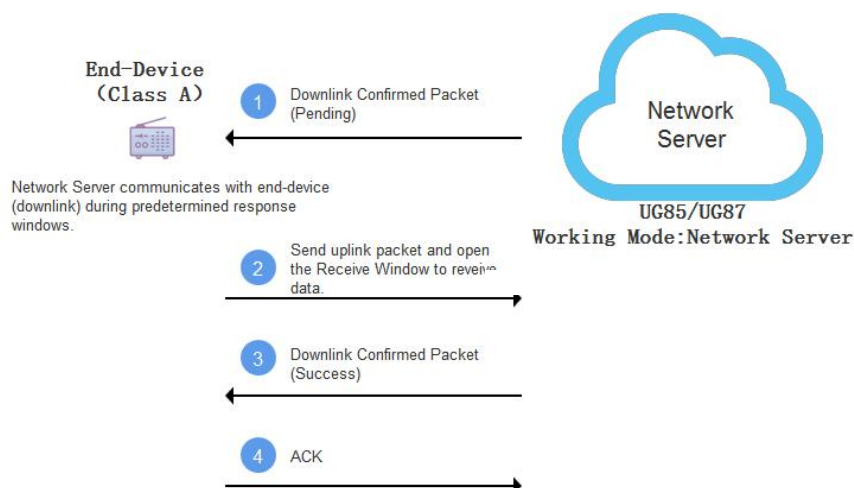 End-Device
(Class A)
1
Downlink Confirmed Packet
(Pending)
Network
Server
Network Server communicates with end-device
(downlink) during predetermined response
windows.
UG85/UG87
Working Mode:Network Server
2
Send uplink packet and open
the Receive Window to reveive
data.
3
Downlink Confirmed Packet
(Success)
4
ACK